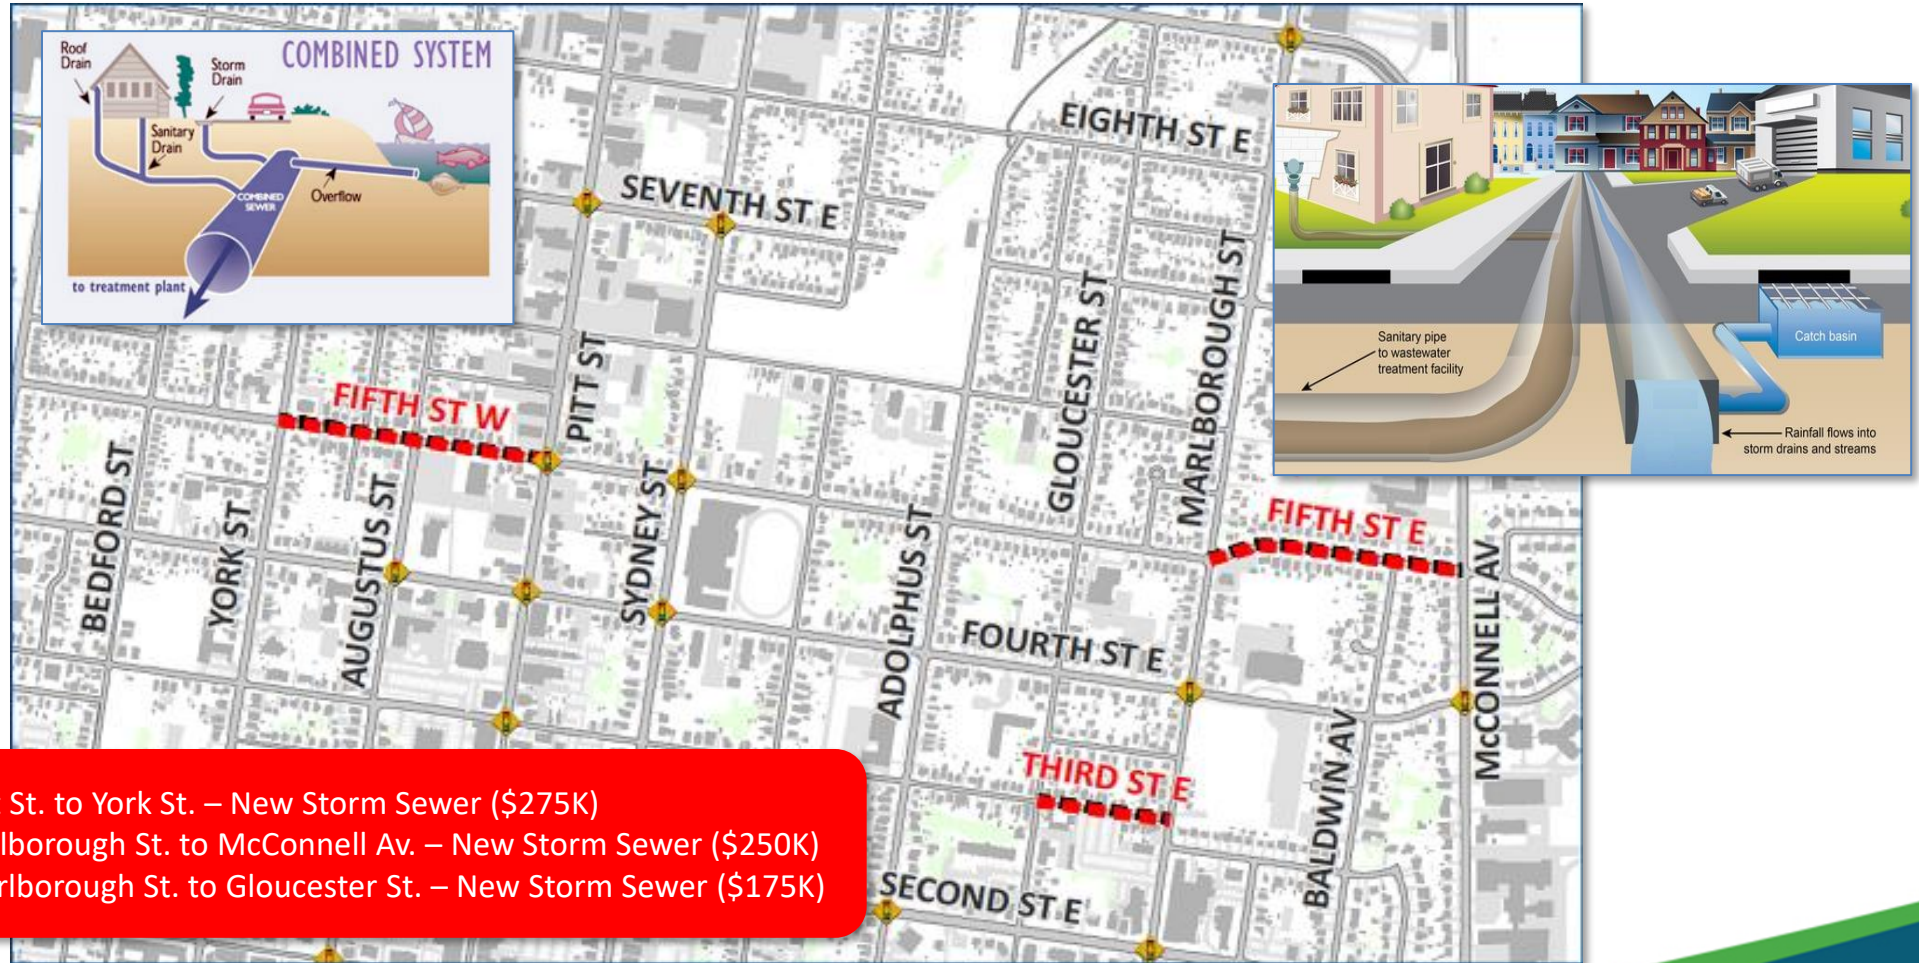 COMBINED SYSTEM
Roof
Drain
Storm
Drain
Sanitary
Drain
COMBINED
SEWER
Overflow
to treatment plant
EIGHTH ST E
SEVENTH ST E
PITT ST
GLOUCESTER ST
MARLBOROUGH ST
FIFTH ST W
BEDFORD ST
YORK ST
AUGUSTUS ST
SYDNEY ST
ADOLPHUS ST
FIFTH ST E
FOURTH ST E
McCONNELL AV
BALDWIN AV
THIRD ST E
SECOND ST E
Sanitary pipe
to wastewater
treatment facility
Catch basin
Rainfall flows into
storm drains and streams
St. to York St. – New Storm Sewer ($275K)
lborough St. to McConnell Av. – New Storm Sewer ($250K)
rlborough St. to Gloucester St. – New Storm Sewer ($175K)